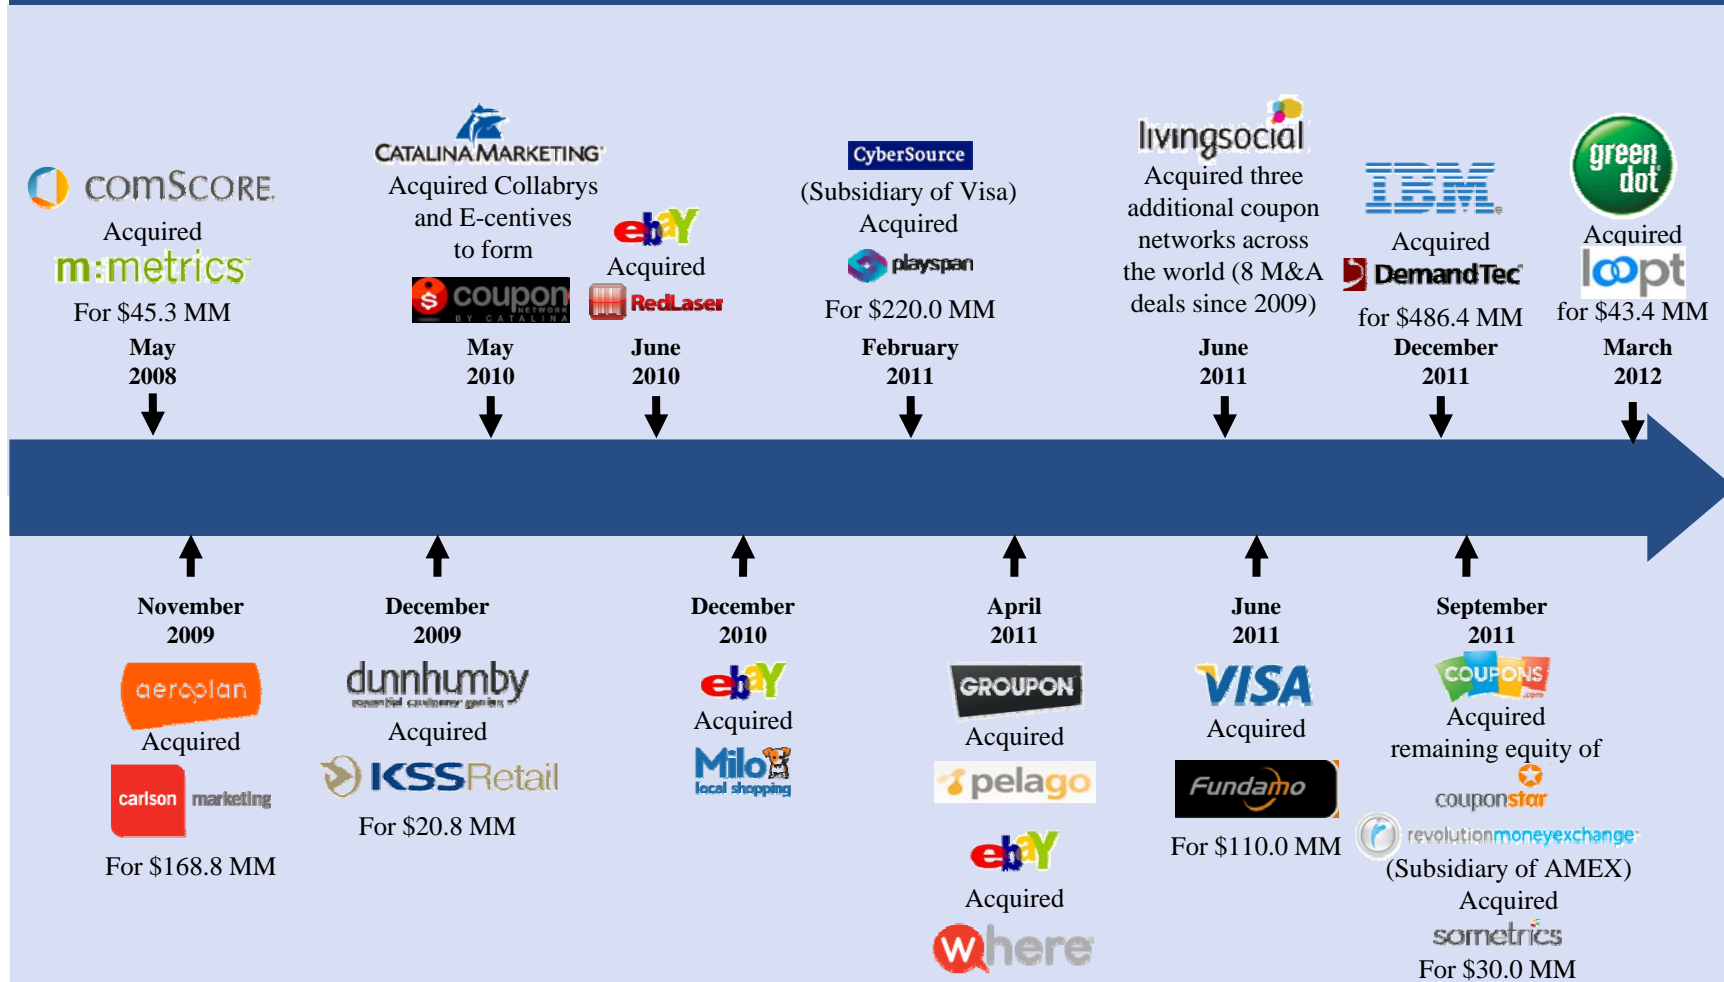 comSCORE.
Acquired
m:metrics
For $45.3 MM
May
2008
CATALINA MARKETING®
Acquired Collabrys
and E-centives
to form
$ coupon
NETWORK
BY CATALINA
May
2010
ebaY
Acquired
RedLaser
June
2010
CyberSource
(Subsidiary of Visa)
Acquired
playspan
For $220.0 MM
February
2011
livingsocial
Acquired three
additional coupon
networks across
the world (8 M&A
deals since 2009)
June
2011
IBM
Acquired
DemandTec
for $486.4 MM
December
2011
green
dot
Acquired
loopt
for $43.4 MM
March
2012
November
2009
aeroplan
Acquired
carlson marketing
For $168.8 MM
December
2009
dunnhumby
Acquired
KSSRetail
For $20.8 MM
December
2010
ebaY
Acquired
Milo
local shopping
April
2011
GROUPON
Acquired
pelago
ebaY
Acquired
where
June
2011
VISA
Acquired
Fundamo
For $110.0 MM
September
2011
COUPONS
.com
Acquired
remaining equity of
couponstar
revolutionmoneyexchange
(Subsidiary of AMEX)
Acquired
sometrics
For $30.0 MM